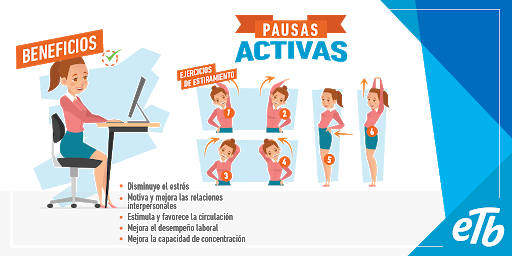 BENEFICIOS
PAUSAS
ACTIVAS
EJERCICIOS
DE ESTIRAMIENTO
1
2
3
4
5
6
• Disminuye el estrés
• Motiva y mejora las relaciones
interpersonales
• Estimula y favorece la circulación
• Mejora el desempeño laboral
• Mejora la capacidad de concentración
eTb